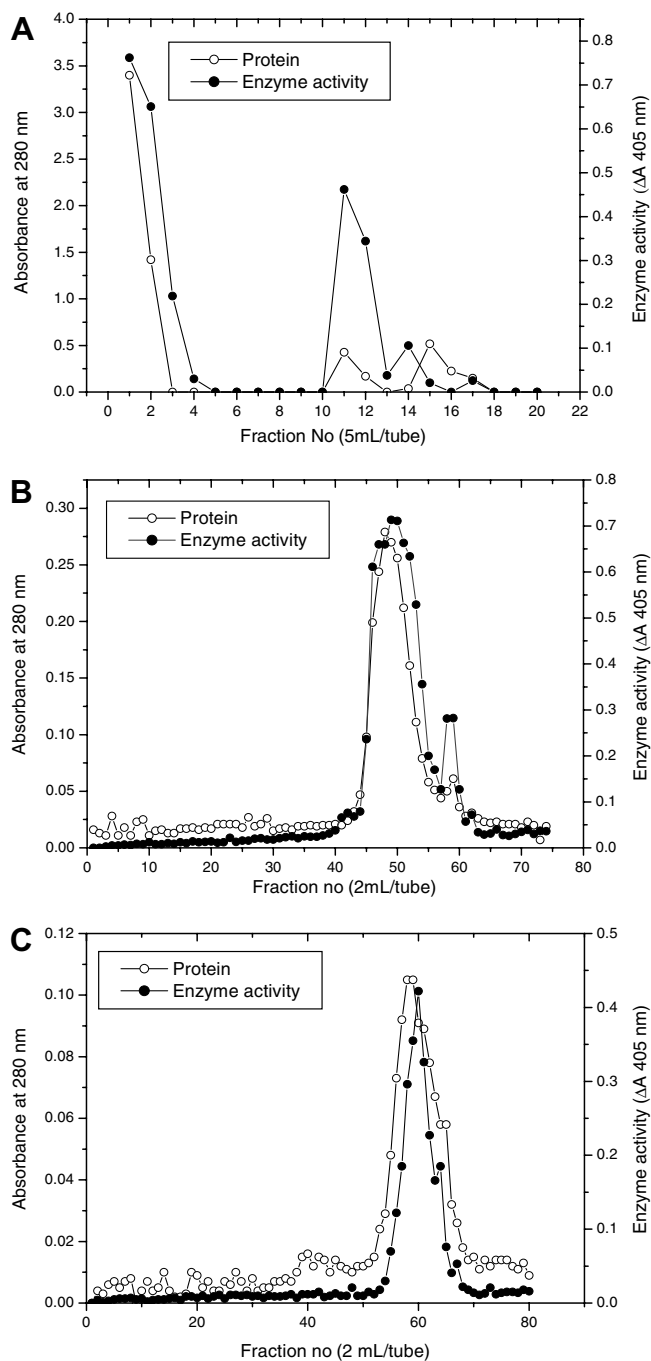 A
Protein
Enzyme activity
4.0
3.5
3.0
2.5
2.0
1.5
1.0
0.5
0.0
Absorbance at 280 nm
0.8
0.7
0.6
0.5
0.4
0.3
0.2
0.1
0.0
Enzyme activity (ΔA 405 nm)
0 2 4 6 8 10 12 14 16 18 20 22
Fraction No (5mL/tube)
B
Protein
Enzyme activity
0.30
0.25
0.20
0.15
0.10
0.05
0.00
Absorbance at 280 nm
0.8
0.7
0.6
0.5
0.4
0.3
0.2
0.1
0.0
Enzyme activity (ΔA 405 nm)
0 10 20 30 40 50 60 70 80
Fraction no (2mL/tube)
C
Protein
Enzyme activity
0.12
0.10
0.08
0.06
0.04
0.02
0.00
Absorbance at 280 nm
0.5
0.4
0.3
0.2
0.1
0.0
Enzyme activity (ΔA 405 nm)
0 20 40 60 80
Fraction no (2 mL/tube)